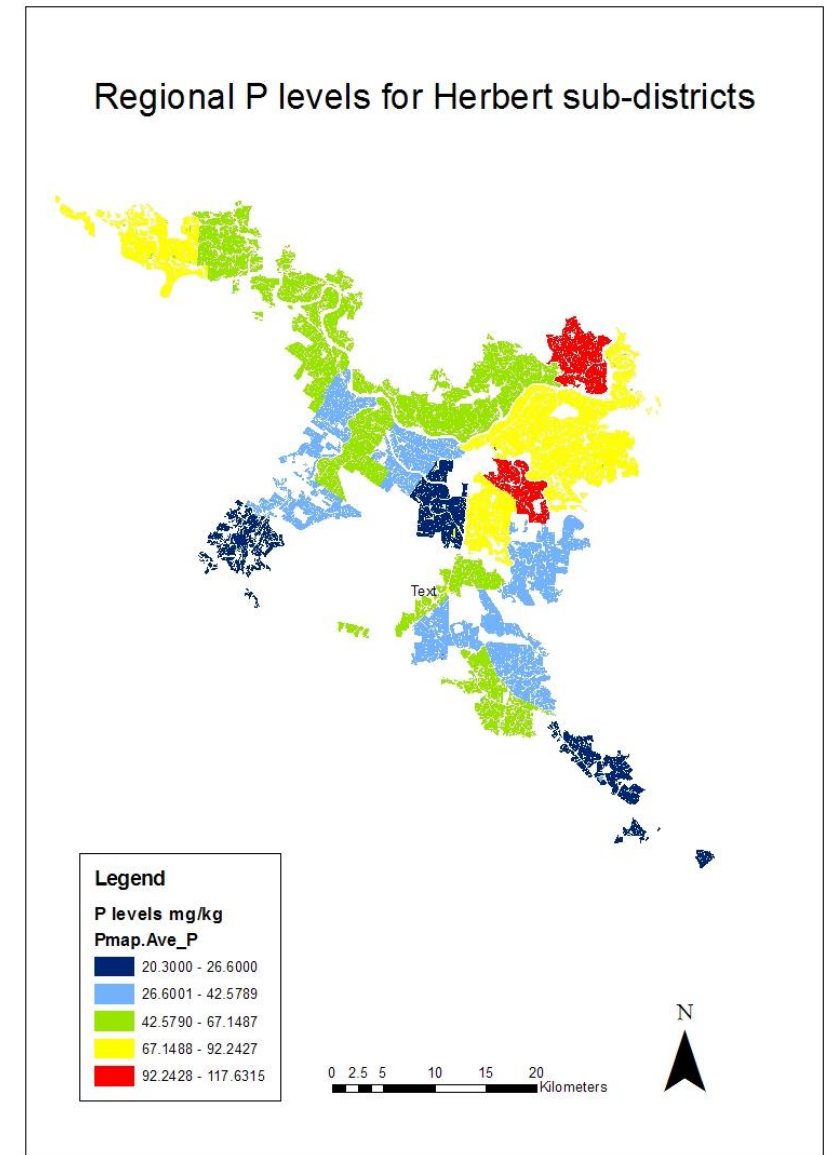 Regional P levels for Herbert sub-districts
Text
Legend
P levels mg/kg
Pmap.Ave_P
20.3000 - 26.6000
26.6001 - 42.5789
42.5790 - 67.1487
67.1488 - 92.2427
92.2428 - 117.6315
N
0 2.5 5 10 15 20
Kilometers